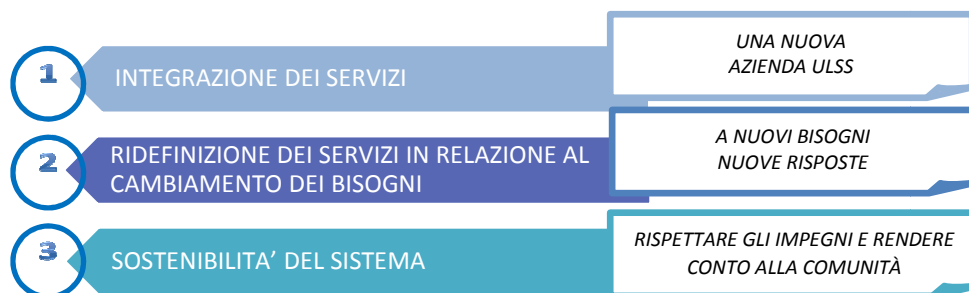 1
INTEGRAZIONE DEI SERVIZI
UNA NUOVA
AZIENDA ULSS
2
RIDEFINIZIONE DEI SERVIZI IN RELAZIONE AL
CAMBIAMENTO DEI BISOGNI
A NUOVI BISOGNI
NUOVE RISPOSTE
3
SOSTENIBILITA’ DEL SISTEMA
RISPETTARE GLI IMPEGNI E RENDERE
CONTO ALLA COMUNITÀ